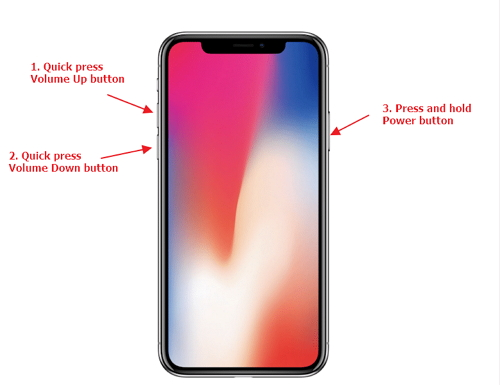 1. Quick press
Volume Up button
3. Press and hold
Power button
2. Quick press
Volume Down button